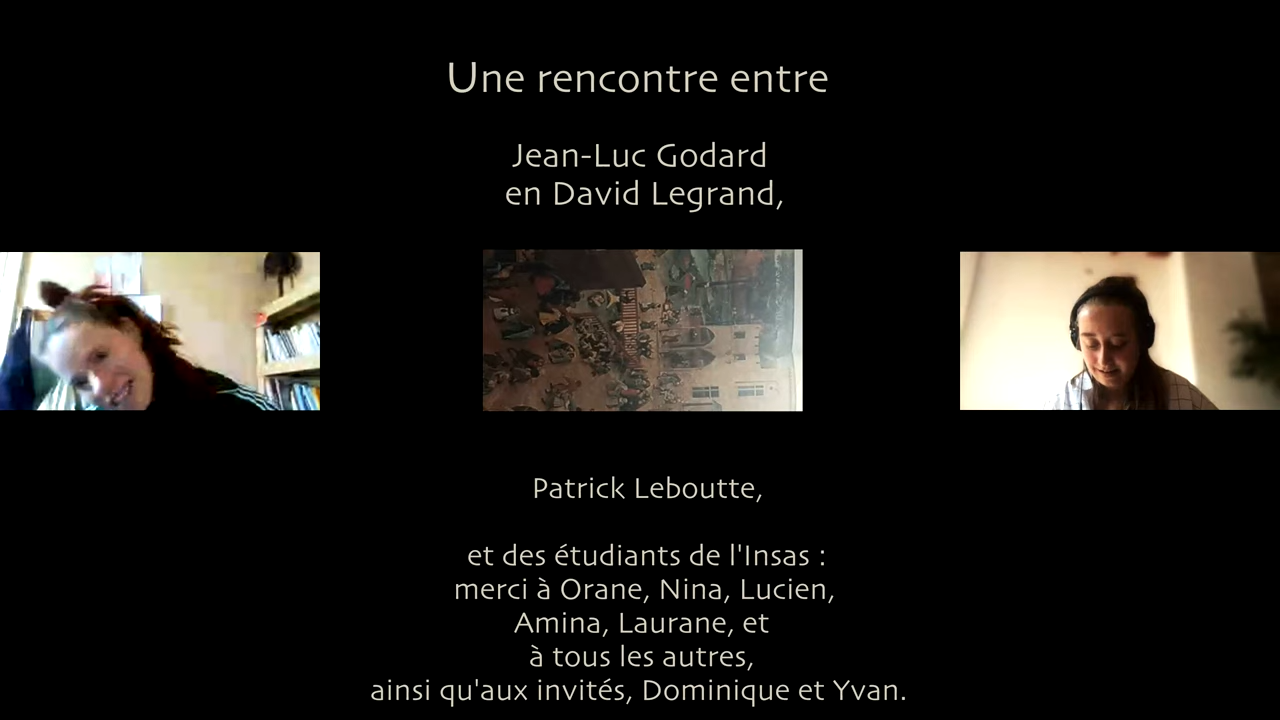 Une rencontre entre
Jean-Luc Godard
en David Legrand,
Patrick Leboutte,
et des étudiants de l'Insas :
merci à Orane, Nina, Lucien,
Amina, Laurane, et
à tous les autres,
ainsi qu'aux invités, Dominique et Yvan.